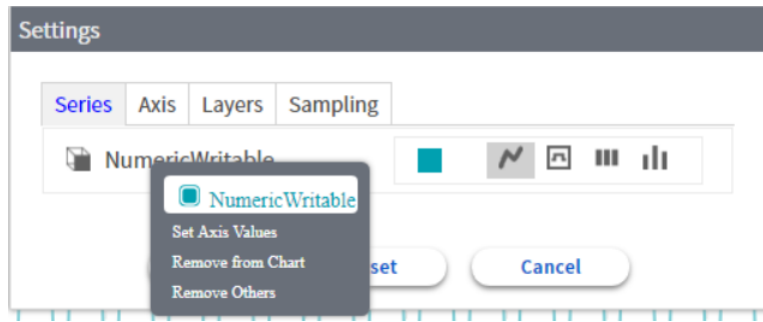 Settings
Series Axis Layers Sampling
NumericWritable
NumericWritable
Set Axis Values
Remove from Chart
Remove Others
set Cancel